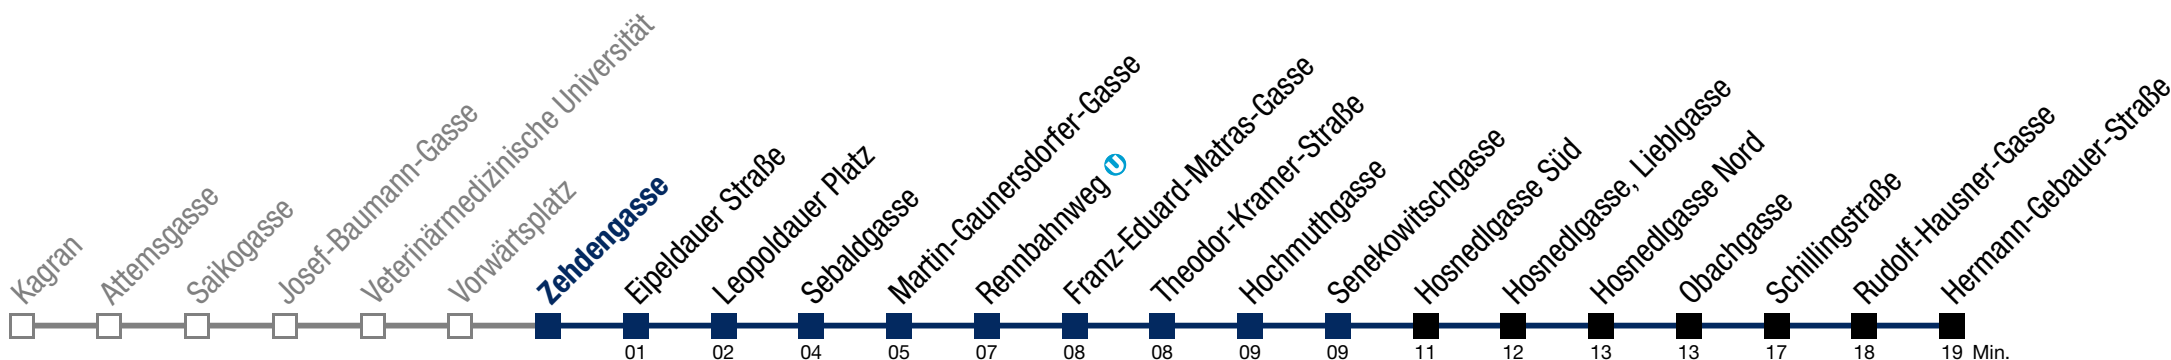 Kagran
Attemsgasse
Saikogasse
Josef-Baumann-Gasse
Veterinärmedizinische Universität
Vorwärtsplatz
Zehdengasse
Eipeldauer Straße
Leopoldauer Platz
Sebaldgasse
Martin-Gaunersdorfer-Gasse
Rennbahnweg U
Franz-Eduard-Matras-Gasse
Theodor-Kramer-Straße
Hochmuthgasse
Senekowitschgasse
Hosnedlgasse Süd
Hosnedlgasse, Lieblgasse
Hosnedlgasse Nord
Obachgasse
Schillingstraße
Rudolf-Hausner-Gasse
Hermann-Gebauer-Straße
01 02 04 05 07 08 08 09 09 11 12 13 13 17 18 19 Min.